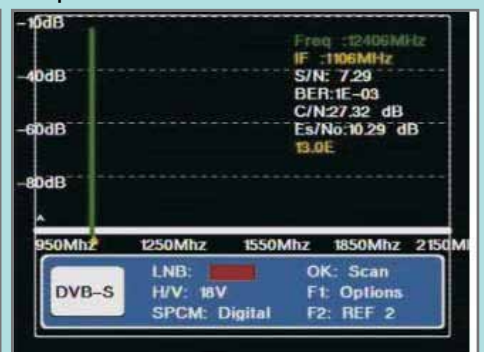 -10dB
Freq :12406MHz
IF :1106MHz
-40dB
S/N: 7.29
BER:1E-03
C/N:27.32 dB
-60dB
Es/No:10.29 dB
13.0E
-80dB
950Mhz 1250Mhz 1550Mhz 1850Mhz 2150M
DVB-S
LNB:
OK: Scan
H/V: 18V
F1: Options
SPCM: Digital
F2: REF 2